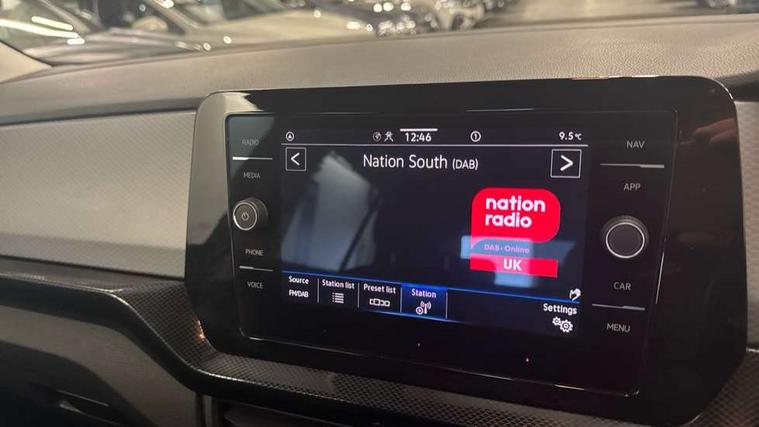 RADIO
MEDIA
PHONE
VOICE
12:46
9.5°C
Nation South (DAB)
nation
radio
DAB • Online
UK
Source
FM/DAB
Station list
Preset list
Station
Settings
NAV
APP
CAR
MENU